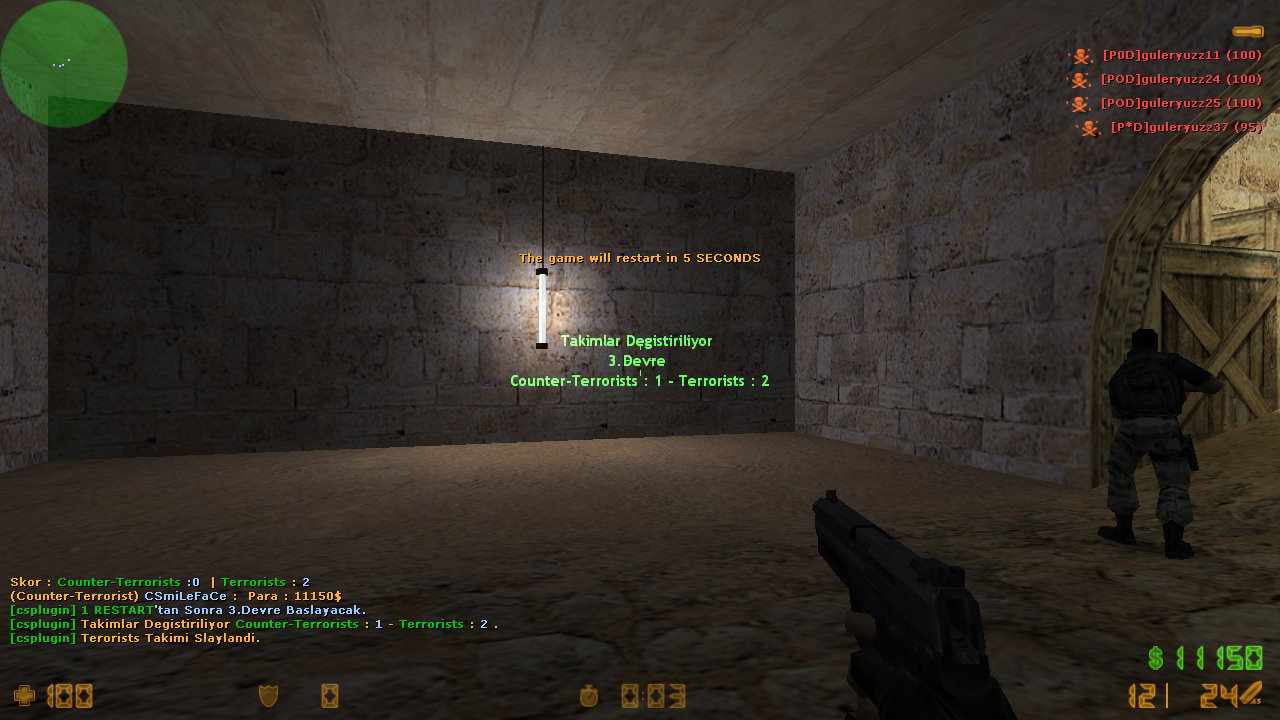 [P0D]guleryuzz11 (100)
[POD]guleryuzz24 (100)
[POD]guleryuzz25 (100)
[P*D]guleryuzz37 (95)
The game will restart in 5 SECONDS
Takimlar Degistiriliyor
3.Devre
Counter-Terrorists : 1 - Terrorists : 2
Skor : Counter-Terrorists :0 | Terrorists : 2
(Counter-Terrorist) CSmiLeFaCe : Para : 11150$
[csplugin] 1 RESTART'tan Sonra 3.Devre Baslayacak.
[csplugin] Takimlar Degistiriliyor Counter-Terrorists : 1 - Terrorists : 2 .
[csplugin] Terorists Takimi Slaylandi.
$ 11150
100 0 0:03 12| 24